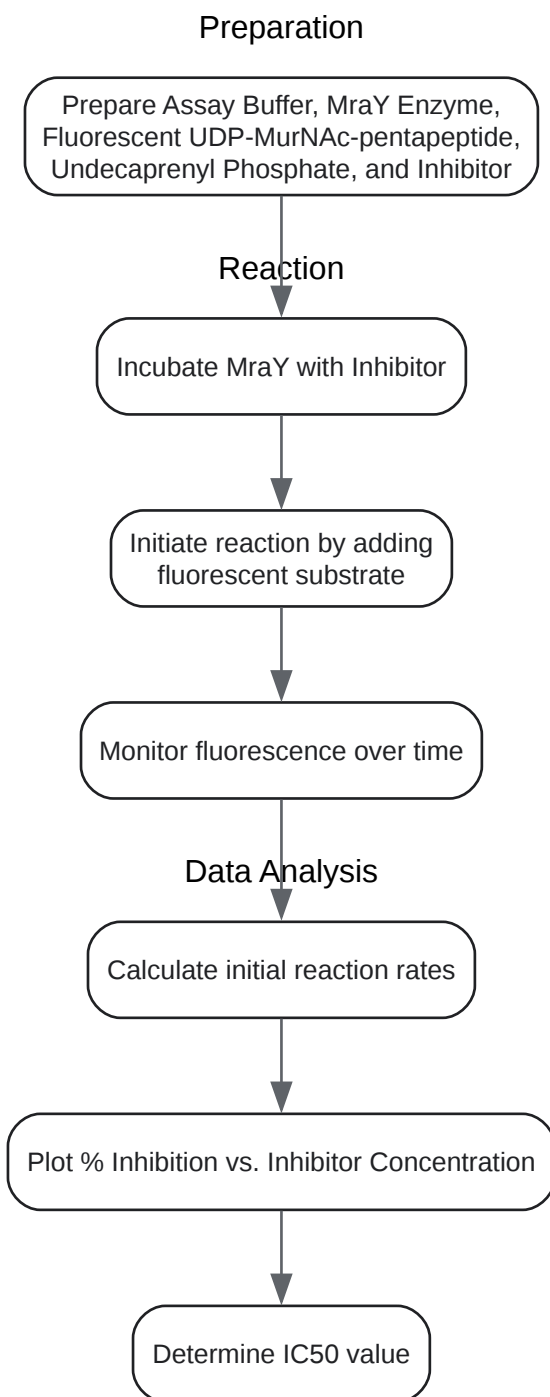 Preparation
Prepare Assay Buffer, MraY Enzyme,
Fluorescent UDP-MurNAc-pentapeptide,
Undecaprenyl Phosphate, and Inhibitor
Reaction
Incubate MraY with Inhibitor
Initiate reaction by adding
fluorescent substrate
Monitor fluorescence over time
Data Analysis
Calculate initial reaction rates
Plot % Inhibition vs. Inhibitor Concentration
Determine IC50 value